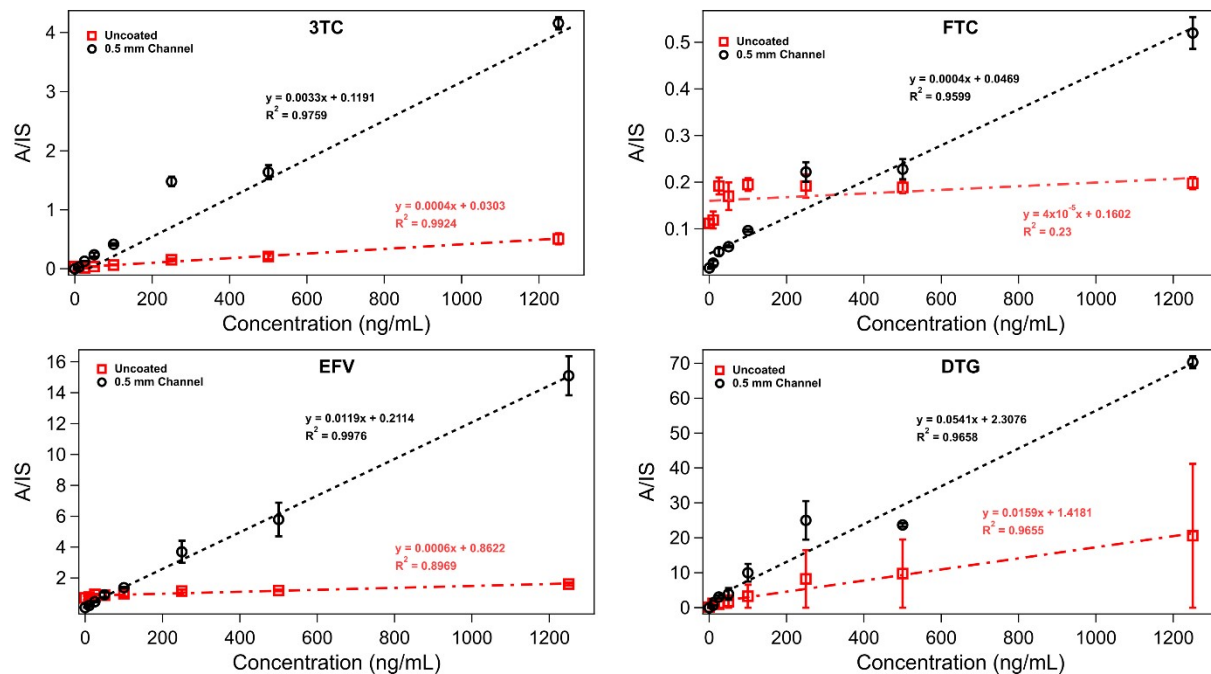 3TC
Uncoated
0.5 mm Channel
y = 0.0033x + 0.1191
R² = 0.9759
y = 0.0004x + 0.0303
R² = 0.9924
A/IS
4
3
2
1
0
0 200 400 600 800 1000 1200
Concentration (ng/mL)
FTC
Uncoated
0.5 mm Channel
y = 0.0004x + 0.0469
R² = 0.9599
y = 4x10⁻⁵x + 0.1602
R² = 0.23
A/IS
0.5
0.4
0.3
0.2
0.1
0 200 400 600 800 1000 1200
Concentration (ng/mL)
EFV
Uncoated
0.5 mm Channel
y = 0.0119x + 0.2114
R² = 0.9976
y = 0.0006x + 0.8622
R² = 0.8969
A/IS
16
14
12
10
8
6
4
2
0 200 400 600 800 1000 1200
Concentration (ng/mL)
DTG
Uncoated
0.5 mm Channel
y = 0.0541x + 2.3076
R² = 0.9658
y = 0.0159x + 1.4181
R² = 0.9655
A/IS
70
60
50
40
30
20
10
0
0 200 400 600 800 1000 1200
Concentration (ng/mL)